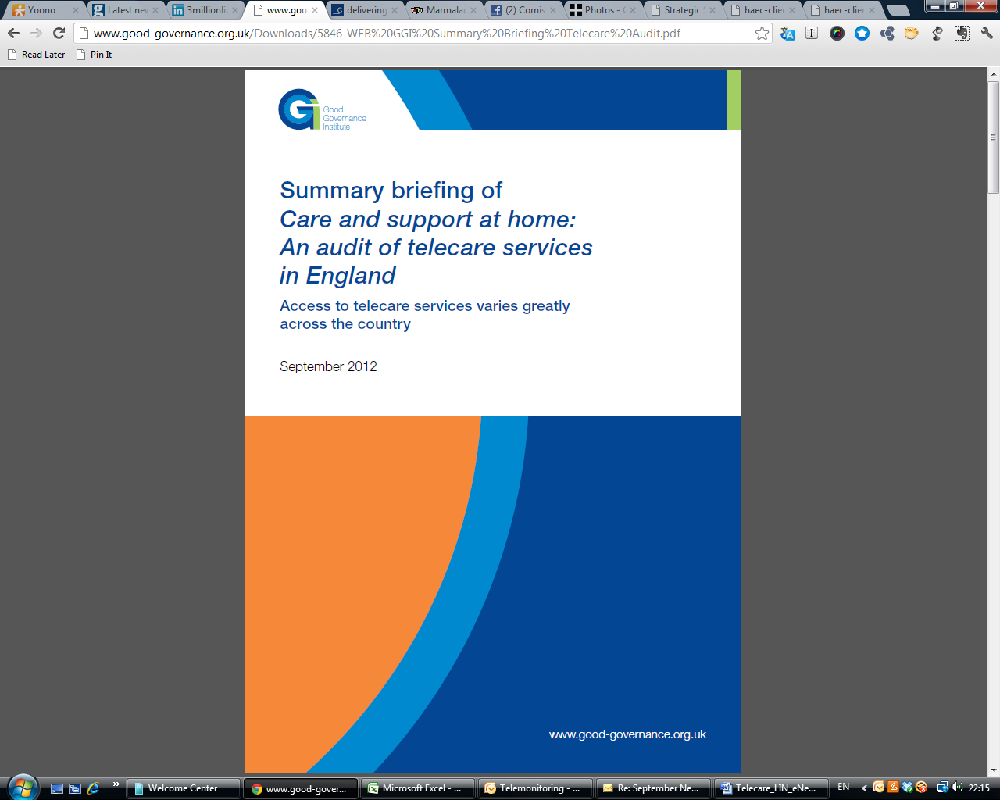 Yoono
Latest nev
3millionliv
www.goo
delivering
Marmalad
(2) Cornis
Photos - G
Strategic S
haec-clien
haec-clien
www.good-governance.org.uk/Downloads/5846-WEB%20GGI%20Summary%20Briefing%20Telecare%20Audit.pdf
Read Later
Pin It
Good
Governance
Institute
Summary briefing of
Care and support at home:
An audit of telecare services
in England
Access to telecare services varies greatly
across the country
September 2012
www.good-governance.org.uk
Welcome Center
www.good-gover...
Microsoft Excel - ...
Telemonitoring - ...
Re: September Ne...
Telecare_LIN_eNe...
EN
22:15